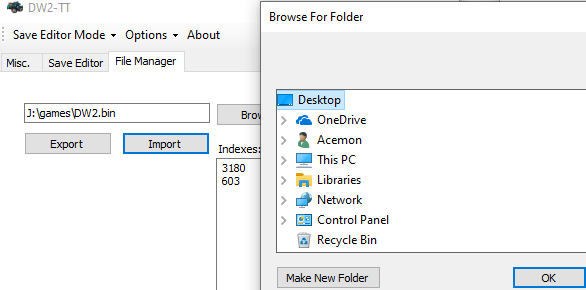 DW2-TT
Save Editor Mode Options About
Misc. Save Editor File Manager
J:\games\DW2.bin
Export Import
Indexes:
3180
603
Browse For Folder
Desktop
OneDrive
Acemon
This PC
Libraries
Network
Control Panel
Recycle Bin
Make New Folder OK